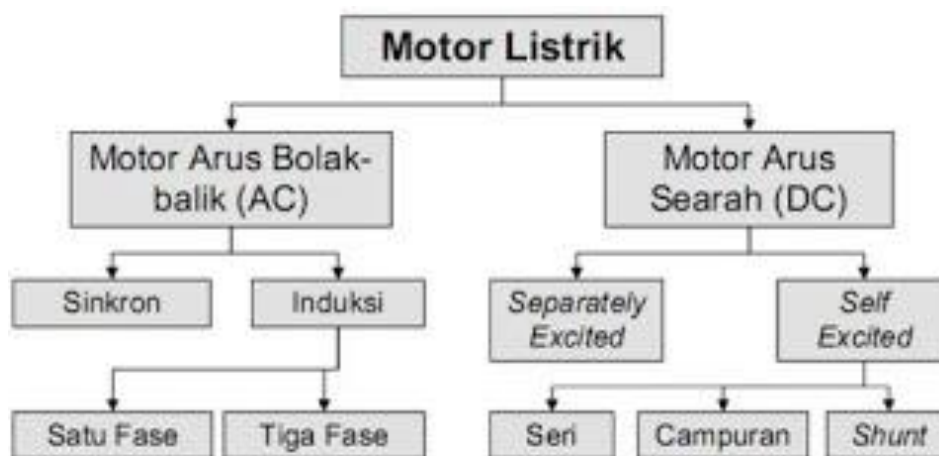 Motor Listrik
Motor Arus Bolak-
balik (AC)
Motor Arus
Searah (DC)
Sinkron
Induksi
Separately
Excited
Self
Excited
Satu Fase
Tiga Fase
Seri
Campuran
Shunt